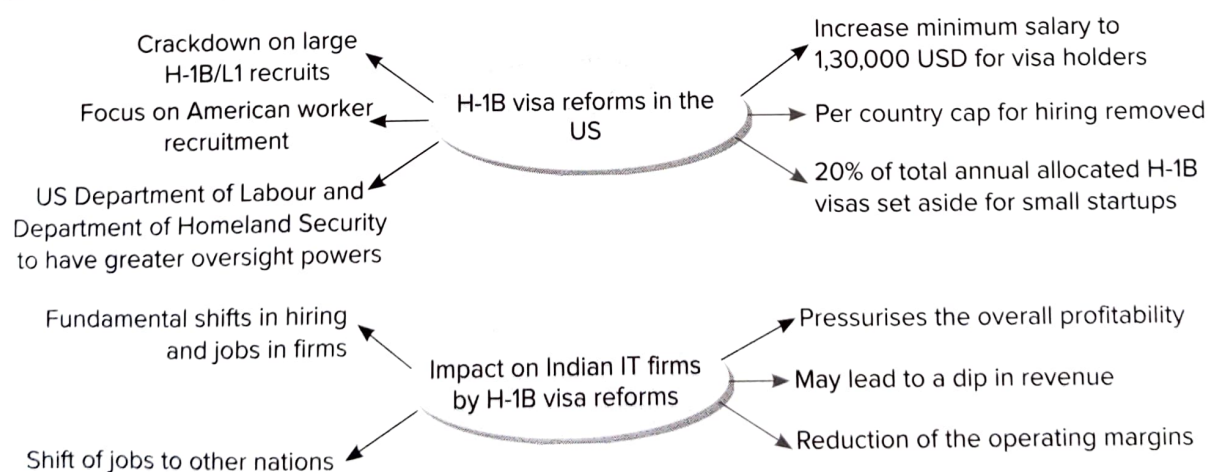 Crackdown on large
H-1B/L1 recruits
Focus on American worker
recruitment
US Department of Labour and
Department of Homeland Security
to have greater oversight powers
H-1B visa reforms in the
US
Increase minimum salary to
1,30,000 USD for visa holders
Per country cap for hiring removed
20% of total annual allocated H-1B
visas set aside for small startups
Fundamental shifts in hiring
and jobs in firms
Shift of jobs to other nations
Impact on Indian IT firms
by H-1B visa reforms
Pressurises the overall profitability
May lead to a dip in revenue
Reduction of the operating margins